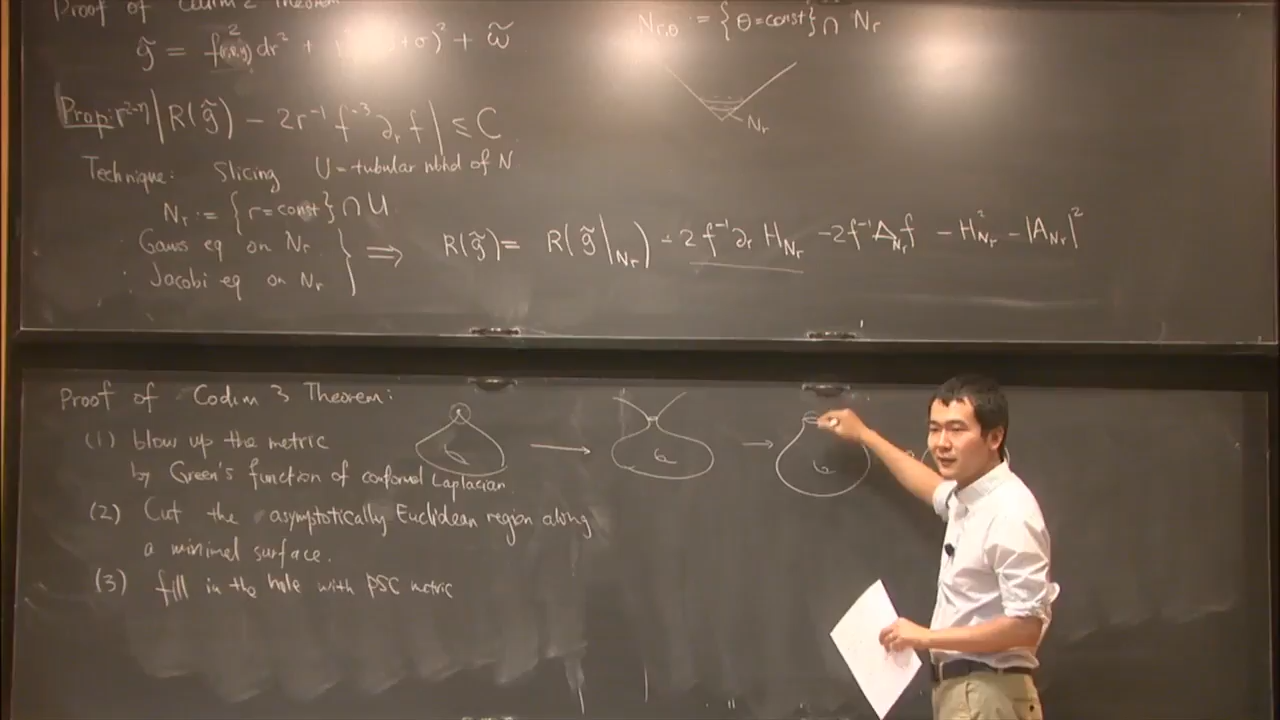 Proof of Codim 2 Theorem
g̃ = f²(r,θ,y)dr² + +σ)² + ω̃
N_{r,θ} := {θ=const} ∩ N_r
N_r
Prop: r^{2-η} |R(g̃) - 2r⁻¹ f⁻³ ∂_r f| ≤ C
Technique: Slicing U = tubular nbhd of N
N_r := {r=const} ∩ U
Gauss eq on N_r
Jacobi eq on N_r
⟹ R(g̃) = R(g̃|_{N_r}) - 2f⁻¹∂_r H_{N_r} - 2f⁻¹Δ_{N_r}f - H²_{N_r} - |A_{N_r}|²
Proof of Codim 3 Theorem:
(1) blow up the metric
by Green's function of conformal Laplacian.
(2) Cut the asymptotically Euclidean region along
a minimal surface.
(3) fill in the hole with PSC metric